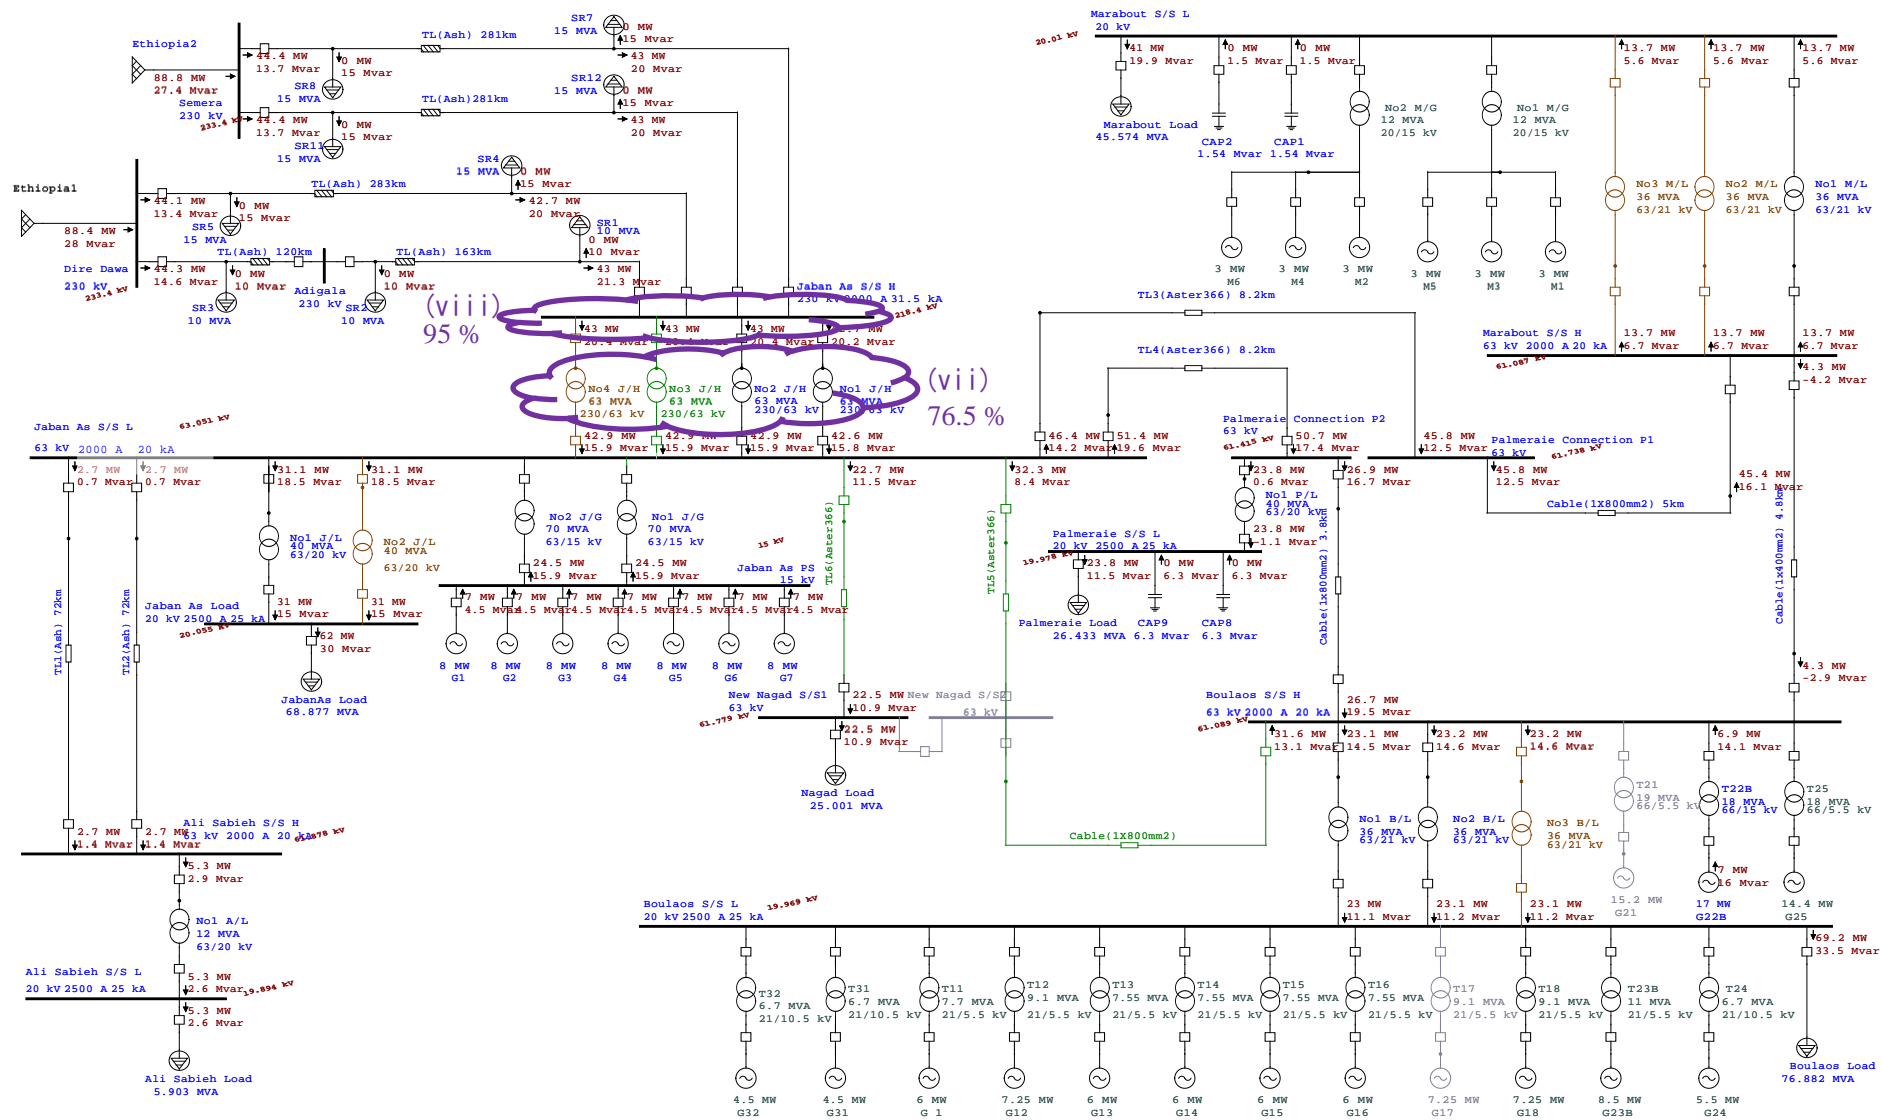 Ethiopia2
88.8 MW
27.4 Mvar
Semera
230 kV
233.4 kV
44.4 MW
13.7 Mvar
0 MW
15 Mvar
SR8
15 MVA
TL(Ash) 281km
SR7
15 MVA
0 MW
15 Mvar
43 MW
20 Mvar
44.4 MW
13.7 Mvar
0 MW
15 Mvar
SR11
15 MVA
TL(Ash)281km
SR12
15 MVA
0 MW
15 Mvar
43 MW
20 Mvar
Ethiopia1
88.4 MW
28 Mvar
Dire Dawa
230 kV
233.4 kV
44.1 MW
13.4 Mvar
0 MW
15 Mvar
SR5
15 MVA
TL(Ash) 283km
SR4
15 MVA
0 MW
15 Mvar
42.7 MW
20 Mvar
44.3 MW
14.6 Mvar
0 MW
10 Mvar
SR3
10 MVA
TL(Ash) 120km
Adigala
230 kV
0 MW
10 Mvar
SR2
10 MVA
TL(Ash) 163km
SR1
10 MVA
0 MW
10 Mvar
43 MW
21.3 Mvar
Jaban As S/S H
230 kV 2000 A 31.5 kA
218.4 kV
(viii)
95 %
43 MW
20.4 Mvar
43 MW
43 MW
20.4 Mvar
20.2 Mvar
No4 J/H
63 MVA
230/63 kV
No3 J/H
63 MVA
230/63 kV
No2 J/H
63 MVA
230/63 kV
No1 J/H
63 MVA
230/63 kV
(vii)
76.5 %
42.9 MW
15.9 Mvar
42.9 MW
15.9 Mvar
42.9 MW
15.9 Mvar
42.6 MW
15.8 Mvar
Marabout S/S L
20 kV
20.01 kV
41 MW
19.9 Mvar
Marabout Load
45.574 MVA
0 MW
1.5 Mvar
CAP2
1.54 Mvar
0 MW
1.5 Mvar
CAP1
1.54 Mvar
No2 M/G
12 MVA
20/15 kV
No1 M/G
12 MVA
20/15 kV
3 MW
M6
3 MW
M4
3 MW
M2
3 MW
M5
3 MW
M3
3 MW
M1
13.7 MW
5.6 Mvar
13.7 MW
5.6 Mvar
13.7 MW
5.6 Mvar
No3 M/L
36 MVA
63/21 kV
No2 M/L
36 MVA
63/21 kV
No1 M/L
36 MVA
63/21 kV
Marabout S/S H
63 kV 2000 A 20 kA
61.087 kV
13.7 MW
6.7 Mvar
13.7 MW
6.7 Mvar
13.7 MW
6.7 Mvar
4.3 MW
-4.2 Mvar
TL3(Aster366) 8.2km
TL4(Aster366) 8.2km
Jaban As S/S L
63 kV 2000 A 20 kA
63.051 kV
2.7 MW
0.7 Mvar
2.7 MW
0.7 Mvar
31.1 MW
18.5 Mvar
31.1 MW
18.5 Mvar
22.7 MW
11.5 Mvar
32.3 MW
8.4 Mvar
46.4 MW
14.2 Mvar
51.4 MW
19.6 Mvar
Palmeraie Connection P2
63 kV
61.415 kV
50.7 MW
17.4 Mvar
23.8 MW
0.6 Mvar
26.9 MW
16.7 Mvar
Palmeraie Connection P1
63 kV
61.738 kV
45.8 MW
12.5 Mvar
45.8 MW
12.5 Mvar
45.4 MW
16.1 Mvar
Cable(1X800mm2) 5km
Cable(1x400mm2) 4.8km
Cable(1x800mm2) 3.8km
No1 P/L
40 MVA
63/20 kV
23.8 MW
-1.1 Mvar
Palmeraie S/S L
20 kV 2500 A 25 kA
19.978 kV
23.8 MW
11.5 Mvar
0 MW
6.3 Mvar
0 MW
6.3 Mvar
Palmeraie Load
26.433 MVA
CAP9
6.3 Mvar
CAP8
6.3 Mvar
No1 J/L
40 MVA
63/20 kV
No2 J/L
40 MVA
63/20 kV
No2 J/G
70 MVA
63/15 kV
No1 J/G
70 MVA
63/15 kV
24.5 MW
15.9 Mvar
24.5 MW
15.9 Mvar
15 kV
Jaban As PS
15 kV
7 MW
4.5 Mvar
7 MW
4.5 Mvar
7 MW
4.5 Mvar
7 MW
4.5 Mvar
7 MW
4.5 Mvar
7 MW
4.5 Mvar
7 MW
4.5 Mvar
8 MW
G1
8 MW
G2
8 MW
G3
8 MW
G4
8 MW
G5
8 MW
G6
8 MW
G7
TL6(Aster366)
TL5(Aster366)
TL1(Ash) 72km
TL2(Ash) 72km
31 MW
15 Mvar
31 MW
15 Mvar
Jaban As Load
20 kV 2500 A 25 kA
20.055 kV
62 MW
30 Mvar
JabanAs Load
68.877 MVA
New Nagad S/S1
63 kV
61.779 kV
22.5 MW
10.9 Mvar
22.5 MW
10.9 Mvar
Nagad Load
25.001 MVA
New Nagad S/S2
63 kV
Cable(1X800mm2)
Boulaos S/S H
63 kV 2000 A 20 kA
61.089 kV
26.7 MW
19.5 Mvar
4.3 MW
-2.9 Mvar
31.6 MW
13.1 Mvar
23.1 MW
14.5 Mvar
23.2 MW
14.6 Mvar
23.2 MW
14.6 Mvar
6.9 MW
14.1 Mvar
No1 B/L
36 MVA
63/21 kV
No2 B/L
36 MVA
63/21 kV
No3 B/L
36 MVA
63/21 kV
T21
19 MVA
66/5.5 kV
T22B
18 MVA
66/15 kV
T25
18 MVA
66/5.5 kV
15.2 MW
G21
7 MW
16 Mvar
17 MW
G22B
14.4 MW
G25
2.7 MW
1.4 Mvar
2.7 MW
1.4 Mvar
Ali Sabieh S/S H
63 kV 2000 A 20 kA
61.878 kV
5.3 MW
2.9 Mvar
No1 A/L
12 MVA
63/20 kV
5.3 MW
2.6 Mvar
Ali Sabieh S/S L
20 kV 2500 A 25 kA
19.894 kV
5.3 MW
2.6 Mvar
Ali Sabieh Load
5.903 MVA
Boulaos S/S L
20 kV 2500 A 25 kA
19.969 kV
23 MW
11.1 Mvar
23.1 MW
11.2 Mvar
23.1 MW
11.2 Mvar
69.2 MW
33.5 Mvar
T32
6.7 MVA
21/10.5 kV
T31
6.7 MVA
21/10.5 kV
T11
7.7 MVA
21/5.5 kV
T12
9.1 MVA
21/5.5 kV
T13
7.55 MVA
21/5.5 kV
T14
7.55 MVA
21/5.5 kV
T15
7.55 MVA
21/5.5 kV
T16
7.55 MVA
21/5.5 kV
T17
9.1 MVA
21/5.5 kV
T18
9.1 MVA
21/5.5 kV
T23B
11 MVA
21/5.5 kV
T24
6.7 MVA
21/10.5 kV
4.5 MW
G32
4.5 MW
G31
6 MW
G 1
7.25 MW
G12
6 MW
G13
6 MW
G14
6 MW
G15
6 MW
G16
7.25 MW
G17
7.25 MW
G18
8.5 MW
G23B
5.5 MW
G24
Boulaos Load
76.882 MVA